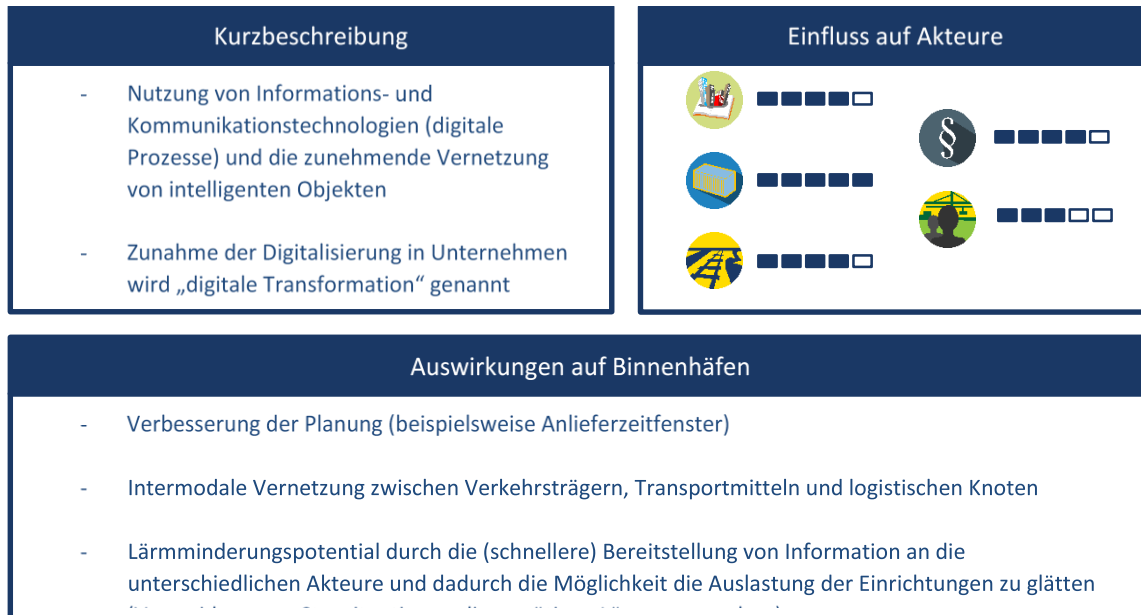 Kurzbeschreibung
- Nutzung von Informations- und
Kommunikationstechnologien (digitale
Prozesse) und die zunehmende Vernetzung
von intelligenten Objekten
- Zunahme der Digitalisierung in Unternehmen
wird „digitale Transformation“ genannt
Einfluss auf Akteure
§
Auswirkungen auf Binnenhäfen
- Verbesserung der Planung (beispielsweise Anlieferzeitfenster)
- Intermodale Vernetzung zwischen Verkehrsträgern, Transportmitteln und logistischen Knoten
- Lärmminderungspotential durch die (schnellere) Bereitstellung von Information an die
unterschiedlichen Akteure und dadurch die Möglichkeit die Auslastung der Einrichtungen zu glätten